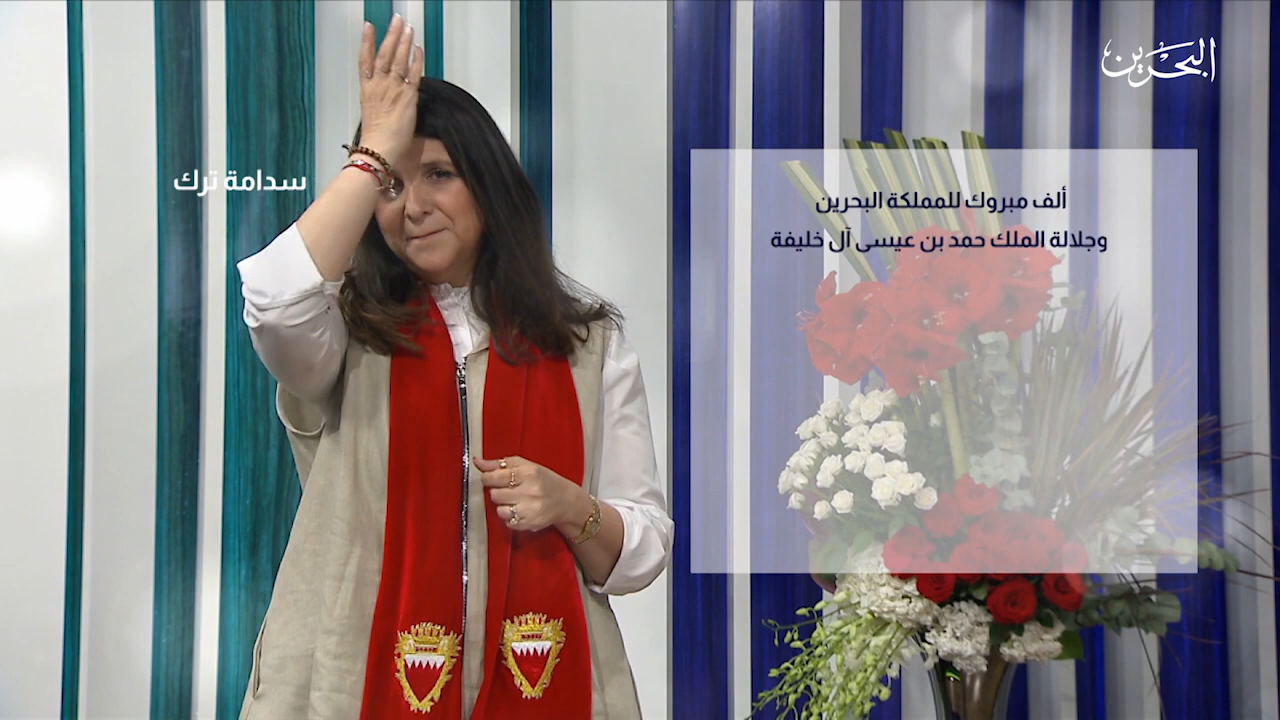 البحرين
سدامة ترك
ألف مبروك للمملكة البحرين
وجلالة الملك حمد بن عيسى آل خليفة